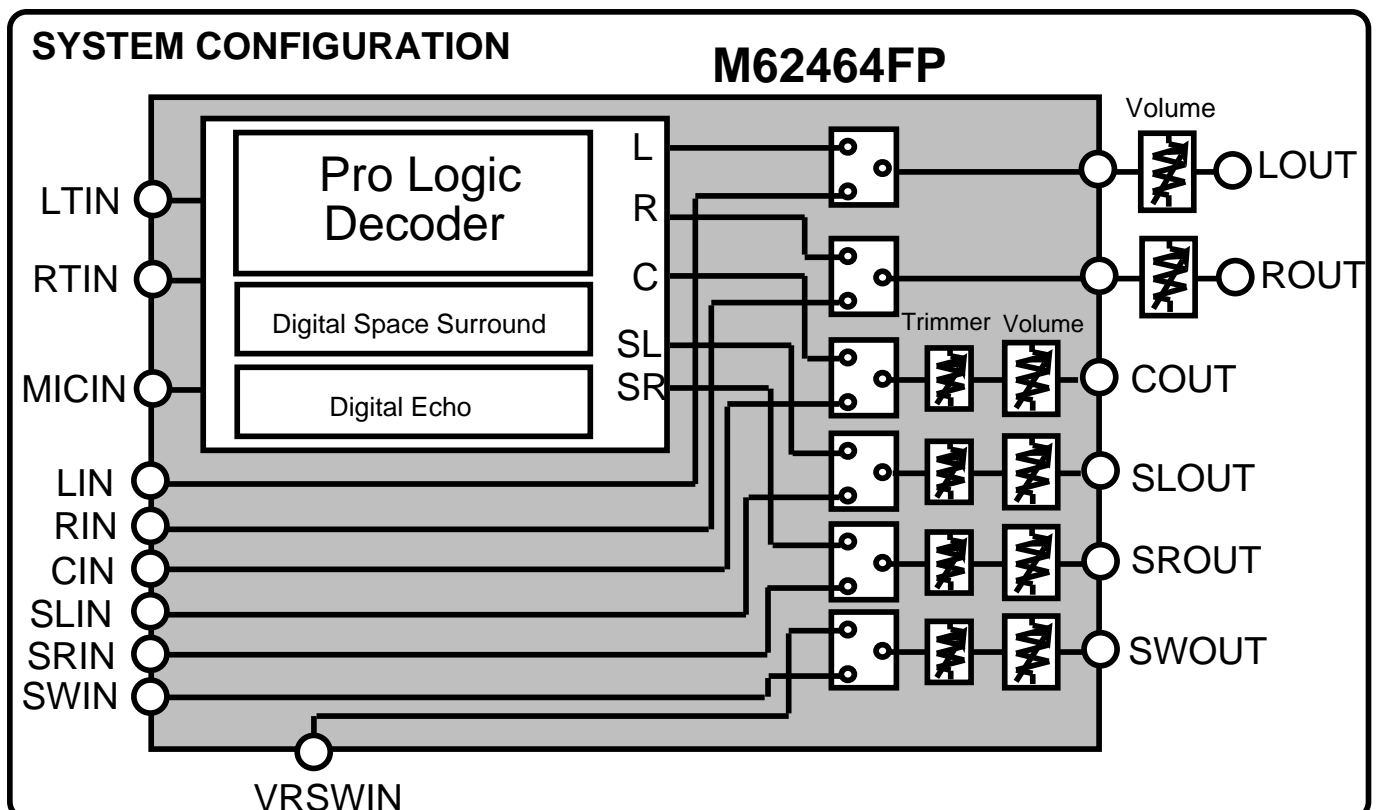 SYSTEM CONFIGURATION
M62464FP
Volume
Pro Logic
Decoder
Digital Space Surround
Digital Echo
L
R
C
SL
SR
LTIN
RTIN
MICIN
LIN
RIN
CIN
SLIN
SRIN
SWIN
VRSWIN
Trimmer
Volume
LOUT
ROUT
COUT
SLOUT
SROUT
SWOUT